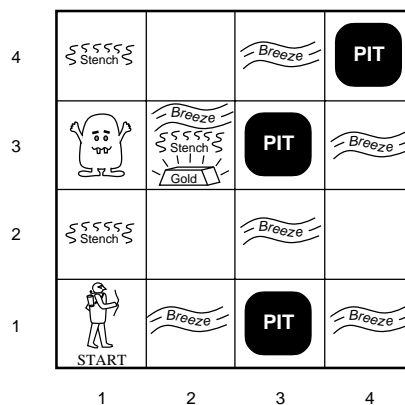 4 Stench Breeze PIT
Breeze
3 Stench PIT Breeze
Gold
2 Stench Breeze
1 Breeze PIT Breeze
START
1 2 3 4